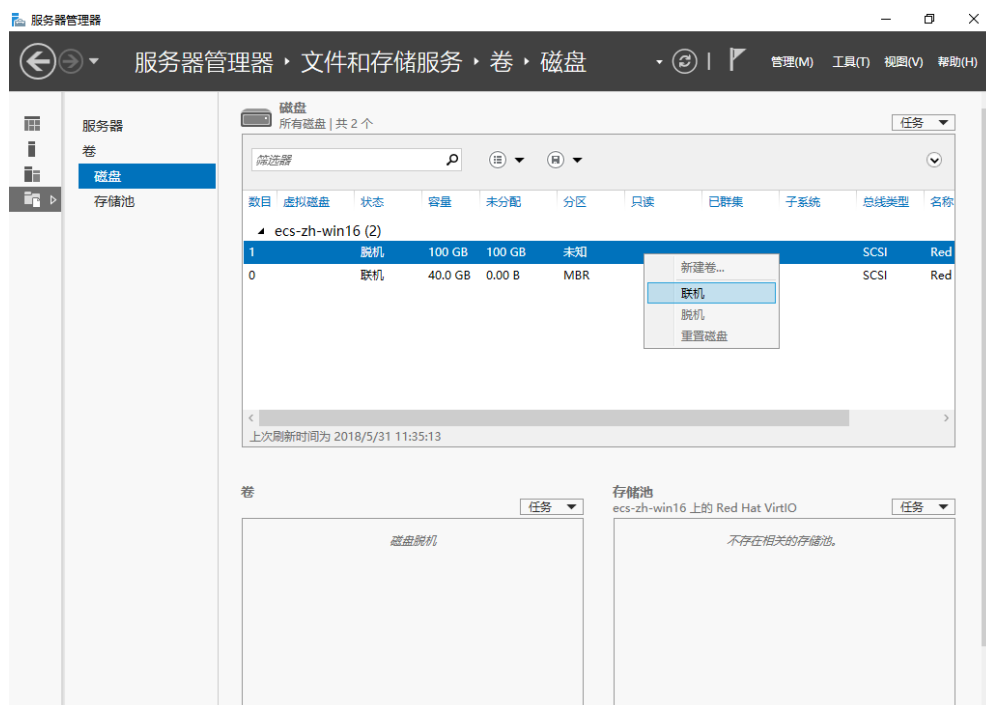 服务器管理器
服务器管理器 · 文件和存储服务 · 卷 · 磁盘
管理(M) 工具(T) 视图(V) 帮助(H)
服务器
卷
磁盘
存储池
磁盘
所有磁盘 | 共 2 个
任务
筛选器
数目 虚拟磁盘 状态 容量 未分配 分区 只读 已群集 子系统 总线类型 名称
ecs-zh-win16 (2)
1 脱机 100 GB 100 GB 未知 SCSI Red
0 联机 40.0 GB 0.00 B MBR SCSI Red
新建卷...
联机
脱机
重置磁盘
上次刷新时间为 2018/5/31 11:35:13
卷
任务
磁盘脱机
存储池
ecs-zh-win16 上的 Red Hat VirtIO
任务
不存在相关的存储池。